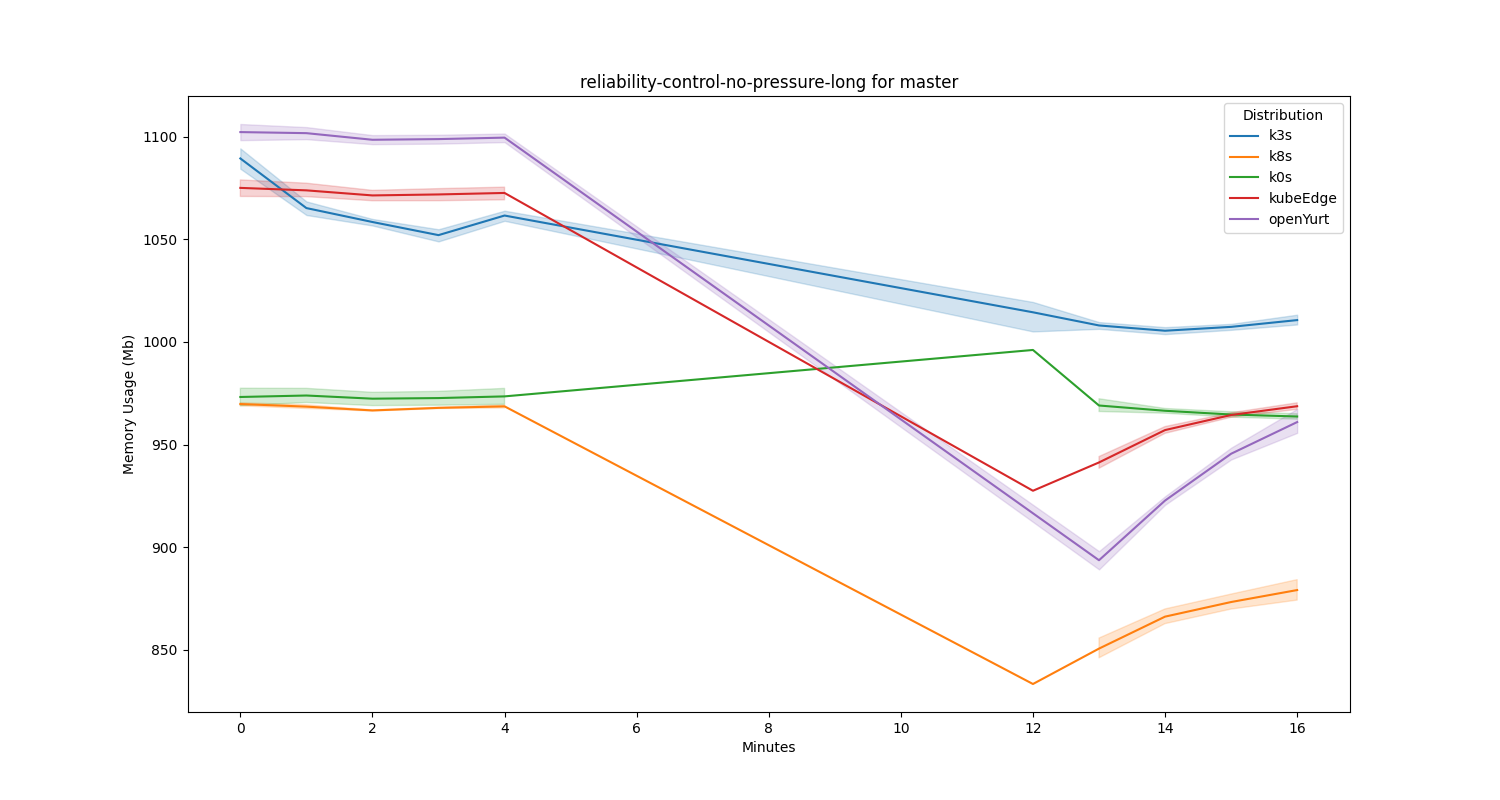 reliability-control-no-pressure-long for master
Distribution
k3s
k8s
k0s
kubeEdge
openYurt
Memory Usage (Mb)
1100
1050
1000
950
900
850
0 2 4 6 8 10 12 14 16
Minutes